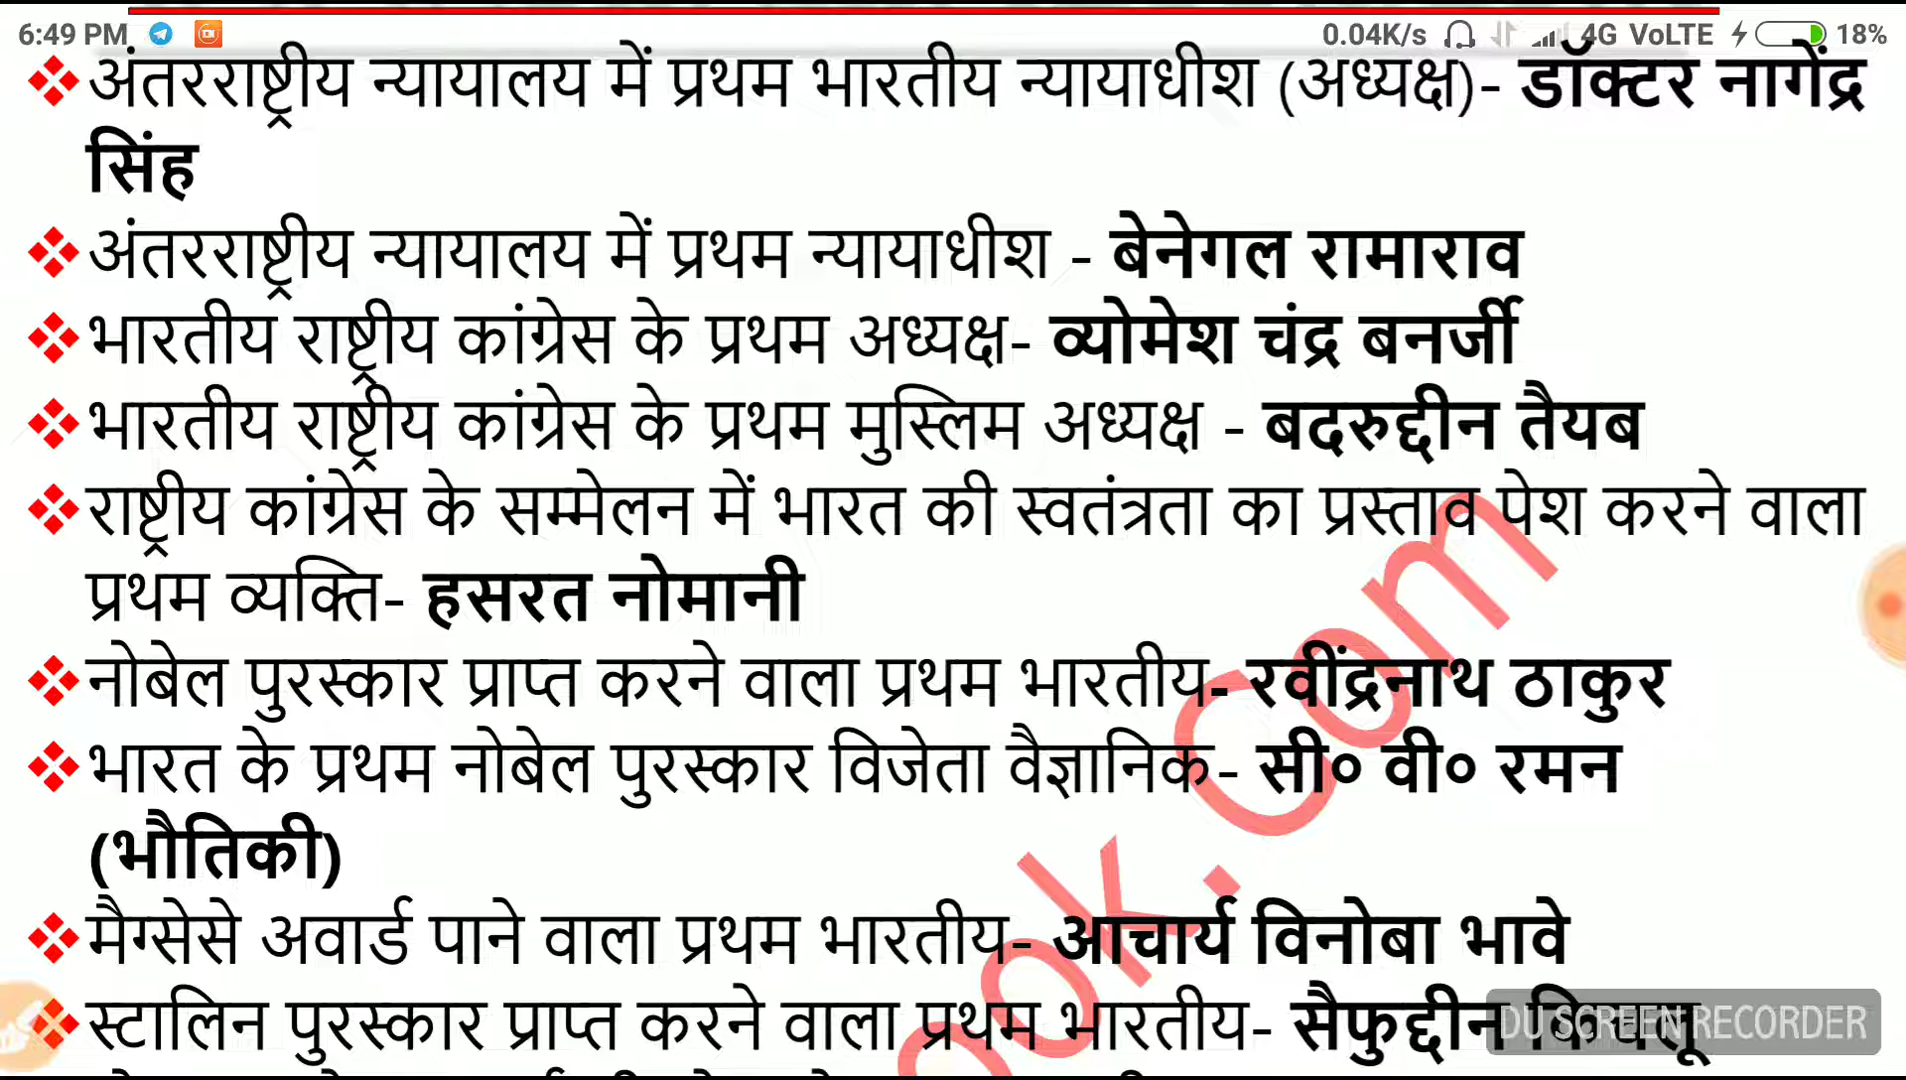 6:49 PM
0.04K/s 4G VoLTE 18%
❖अंतरराष्ट्रीय न्यायालय में प्रथम भारतीय न्यायाधीश (अध्यक्ष)- डॉक्टर नागेंद्र
सिंह
❖अंतरराष्ट्रीय न्यायालय में प्रथम न्यायाधीश - बेनेगल रामाराव
❖भारतीय राष्ट्रीय कांग्रेस के प्रथम अध्यक्ष- व्योमेश चंद्र बनर्जी
❖भारतीय राष्ट्रीय कांग्रेस के प्रथम मुस्लिम अध्यक्ष - बदरुद्दीन तैयब
❖राष्ट्रीय कांग्रेस के सम्मेलन में भारत की स्वतंत्रता का प्रस्ताव पेश करने वाला
प्रथम व्यक्ति- हसरत नोमानी
❖नोबेल पुरस्कार प्राप्त करने वाला प्रथम भारतीय- रवींद्रनाथ ठाकुर
❖भारत के प्रथम नोबेल पुरस्कार विजेता वैज्ञानिक- सी० वी० रमन
(भौतिकी)
❖मैग्सेसे अवार्ड पाने वाला प्रथम भारतीय- आचार्य विनोबा भावे
❖स्टालिन पुरस्कार प्राप्त करने वाला प्रथम भारतीय- सैफुद्दीन किचलू
DU SCREEN RECORDER
ook.Com